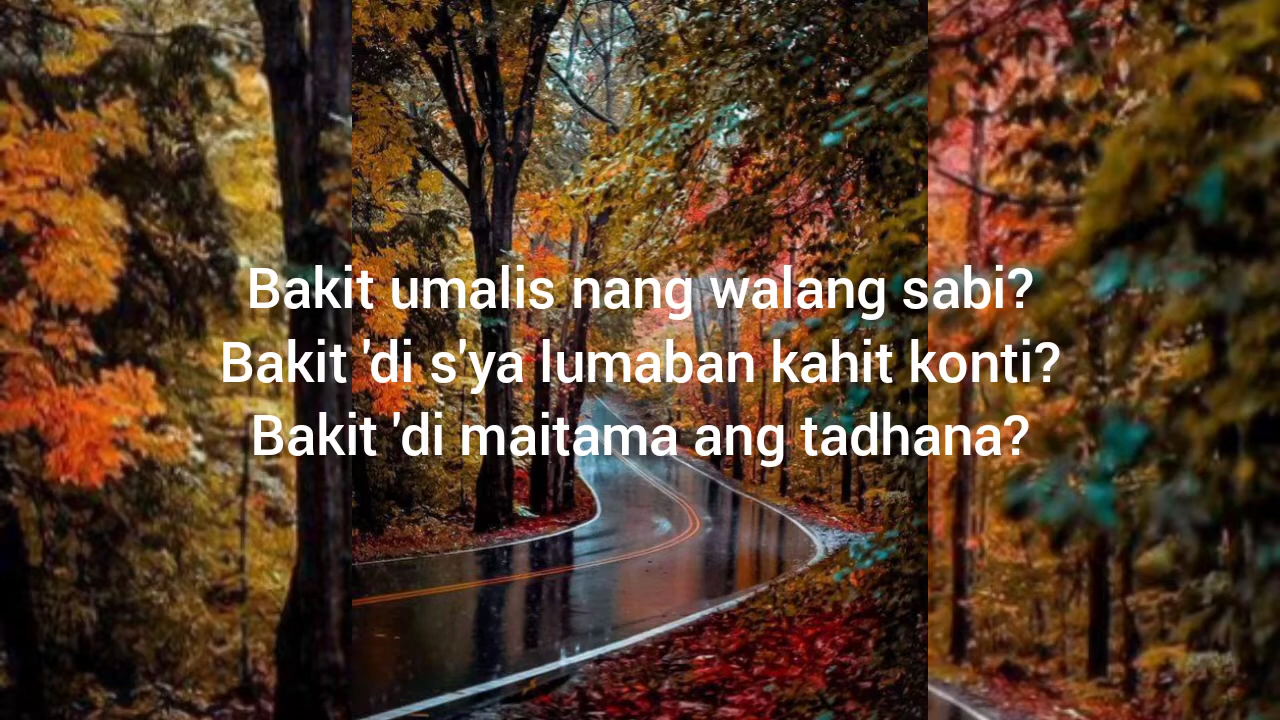 Bakit umalis nang walang sabi?
Bakit 'di s'ya lumaban kahit konti?
Bakit 'di maitama ang tadhana?